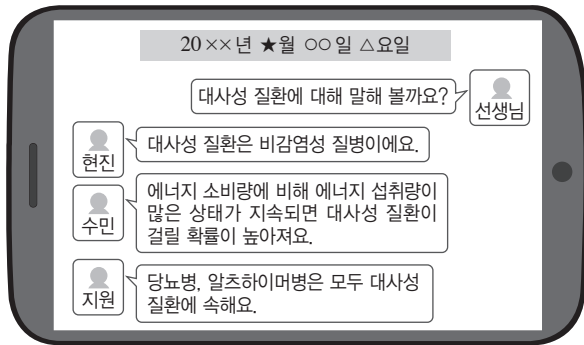 20××년 ★월 ○○일 △요일
대사성 질환에 대해 말해 볼까요?
선생님
대사성 질환은 비감염성 질병이에요.
현진
에너지 소비량에 비해 에너지 섭취량이
많은 상태가 지속되면 대사성 질환이
걸릴 확률이 높아져요.
수민
당뇨병, 알츠하이머병은 모두 대사성
질환에 속해요.
지원